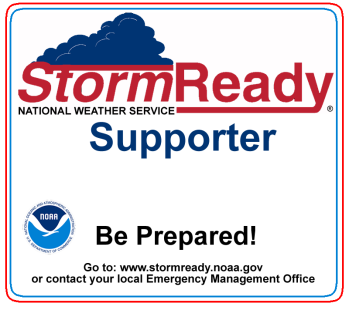 StormReady®
NATIONAL WEATHER SERVICE
Supporter
NOAA
Be Prepared!
Go to: www.stormready.noaa.gov
or contact your local Emergency Management Office